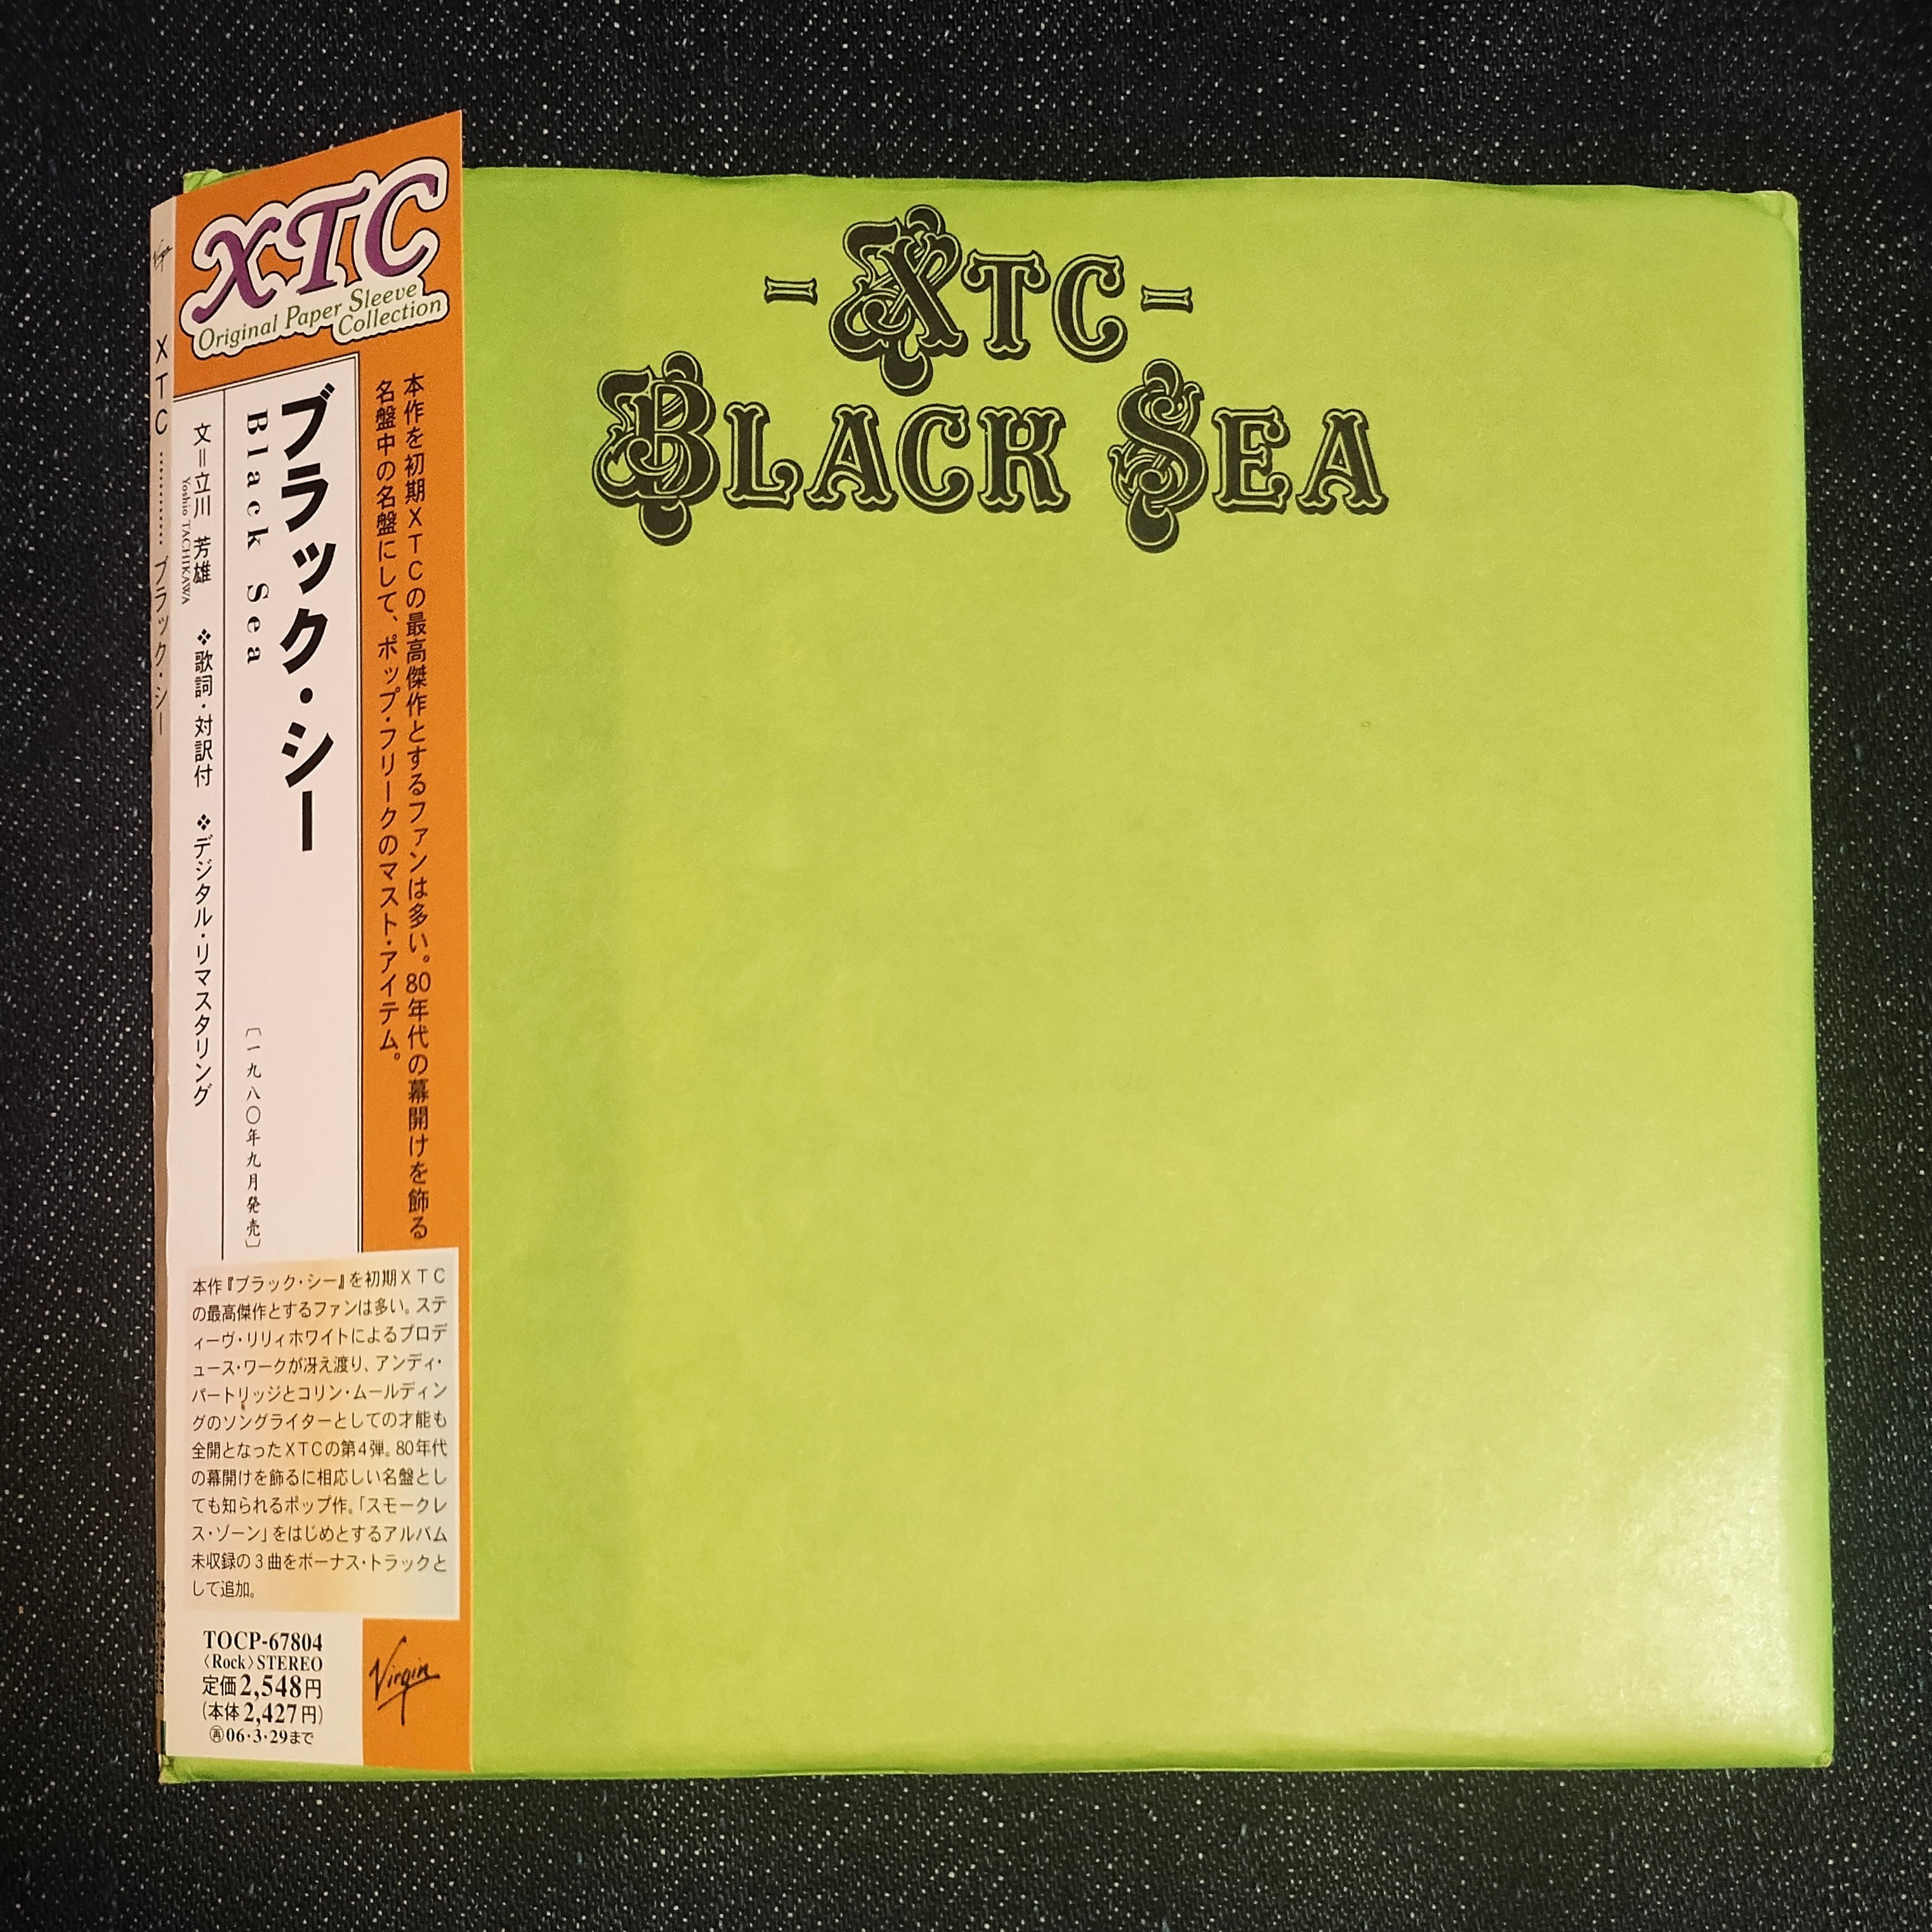 XTC
Original Paper Sleeve
Collection
本作を初期XTCの最高傑作とするファンは多い。80年代の幕開けを飾る
名盤中の名盤にして、ポップ・フリークのマスト・アイテム。
ブラック・シー
Black Sea
〔一九八〇年九月発売〕
文=立川 芳雄
Yoshio TACHIKAWA
❖歌詞・対訳付 ❖デジタル・リマスタリング
本作『ブラック・シー』を初期XTC
の最高傑作とするファンは多い。ステ
ィーヴ・リリィホワイトによるプロデ
ュース・ワークが冴え渡り、アンディ・
パートリッジとコリン・ムールディン
グのソングライターとしての才能も
全開となったXTCの第4弾。80年代
の幕開けを飾るに相応しい名盤とし
ても知られるポップ作。「スモークレ
ス・ゾーン」をはじめとするアルバム
未収録の3曲をボーナス・トラックと
して追加。
TOCP-67804
〈Rock〉STEREO
定価2,548円
(本体2,427円)
㊢06・3・29まで
Virgin
Virgin
XTC ............ ブラック・シー
-XTC-
BLACK SEA